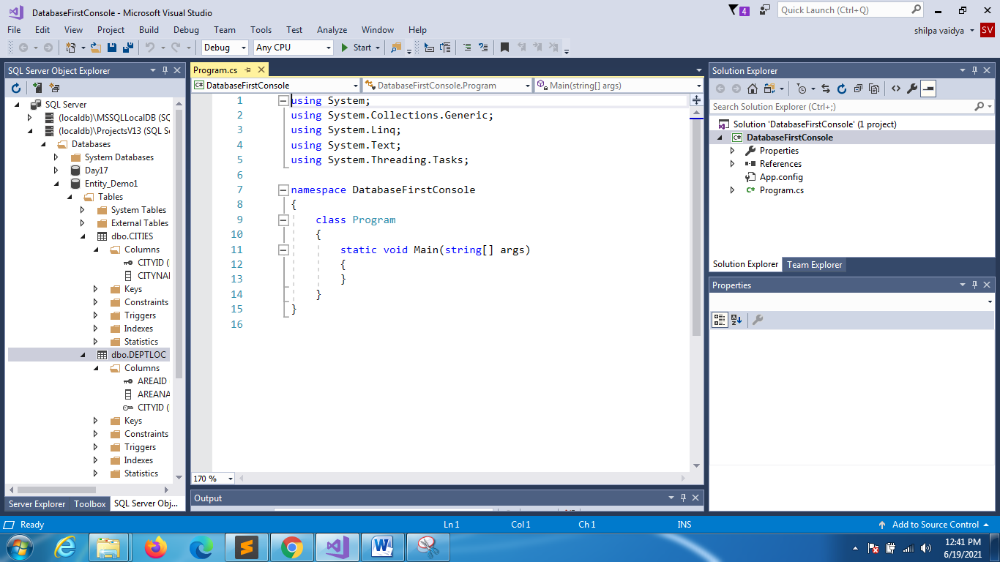 DatabaseFirstConsole - Microsoft Visual Studio
4
Quick Launch (Ctrl+Q)
File Edit View Project Build Debug Team Tools Test Analyze Window Help
shilpa vaidya
SV
Debug
Any CPU
Start
SQL Server Object Explorer
SQL Server
(localdb)\MSSQLLocalDB (SQ
(localdb)\ProjectsV13 (SQL Se
Databases
System Databases
Day17
Entity_Demo1
Tables
System Tables
External Tables
dbo.CITIES
Columns
CITYID (
CITYNAI
Keys
Constraints
Triggers
Indexes
Statistics
dbo.DEPTLOC
Columns
AREAID
AREANA
CITYID (
Keys
Constraints
Triggers
Indexes
Statistics
Server Explorer Toolbox SQL Server Obj...
Program.cs
C# DatabaseFirstConsole
DatabaseFirstConsole.Program
Main(string[] args)
1 using System;
2 using System.Collections.Generic;
3 using System.Linq;
4 using System.Text;
5 using System.Threading.Tasks;
6
7 namespace DatabaseFirstConsole
8 {
9 class Program
10 {
11 static void Main(string[] args)
12 {
13 }
14 }
15 }
16
170 %
Output
Solution Explorer
Search Solution Explorer (Ctrl+;)
Solution 'DatabaseFirstConsole' (1 project)
C# DatabaseFirstConsole
Properties
References
App.config
C# Program.cs
Solution Explorer Team Explorer
Properties
Ready
Ln 1 Col 1 Ch 1 INS
Add to Source Control
12:41 PM
6/19/2021